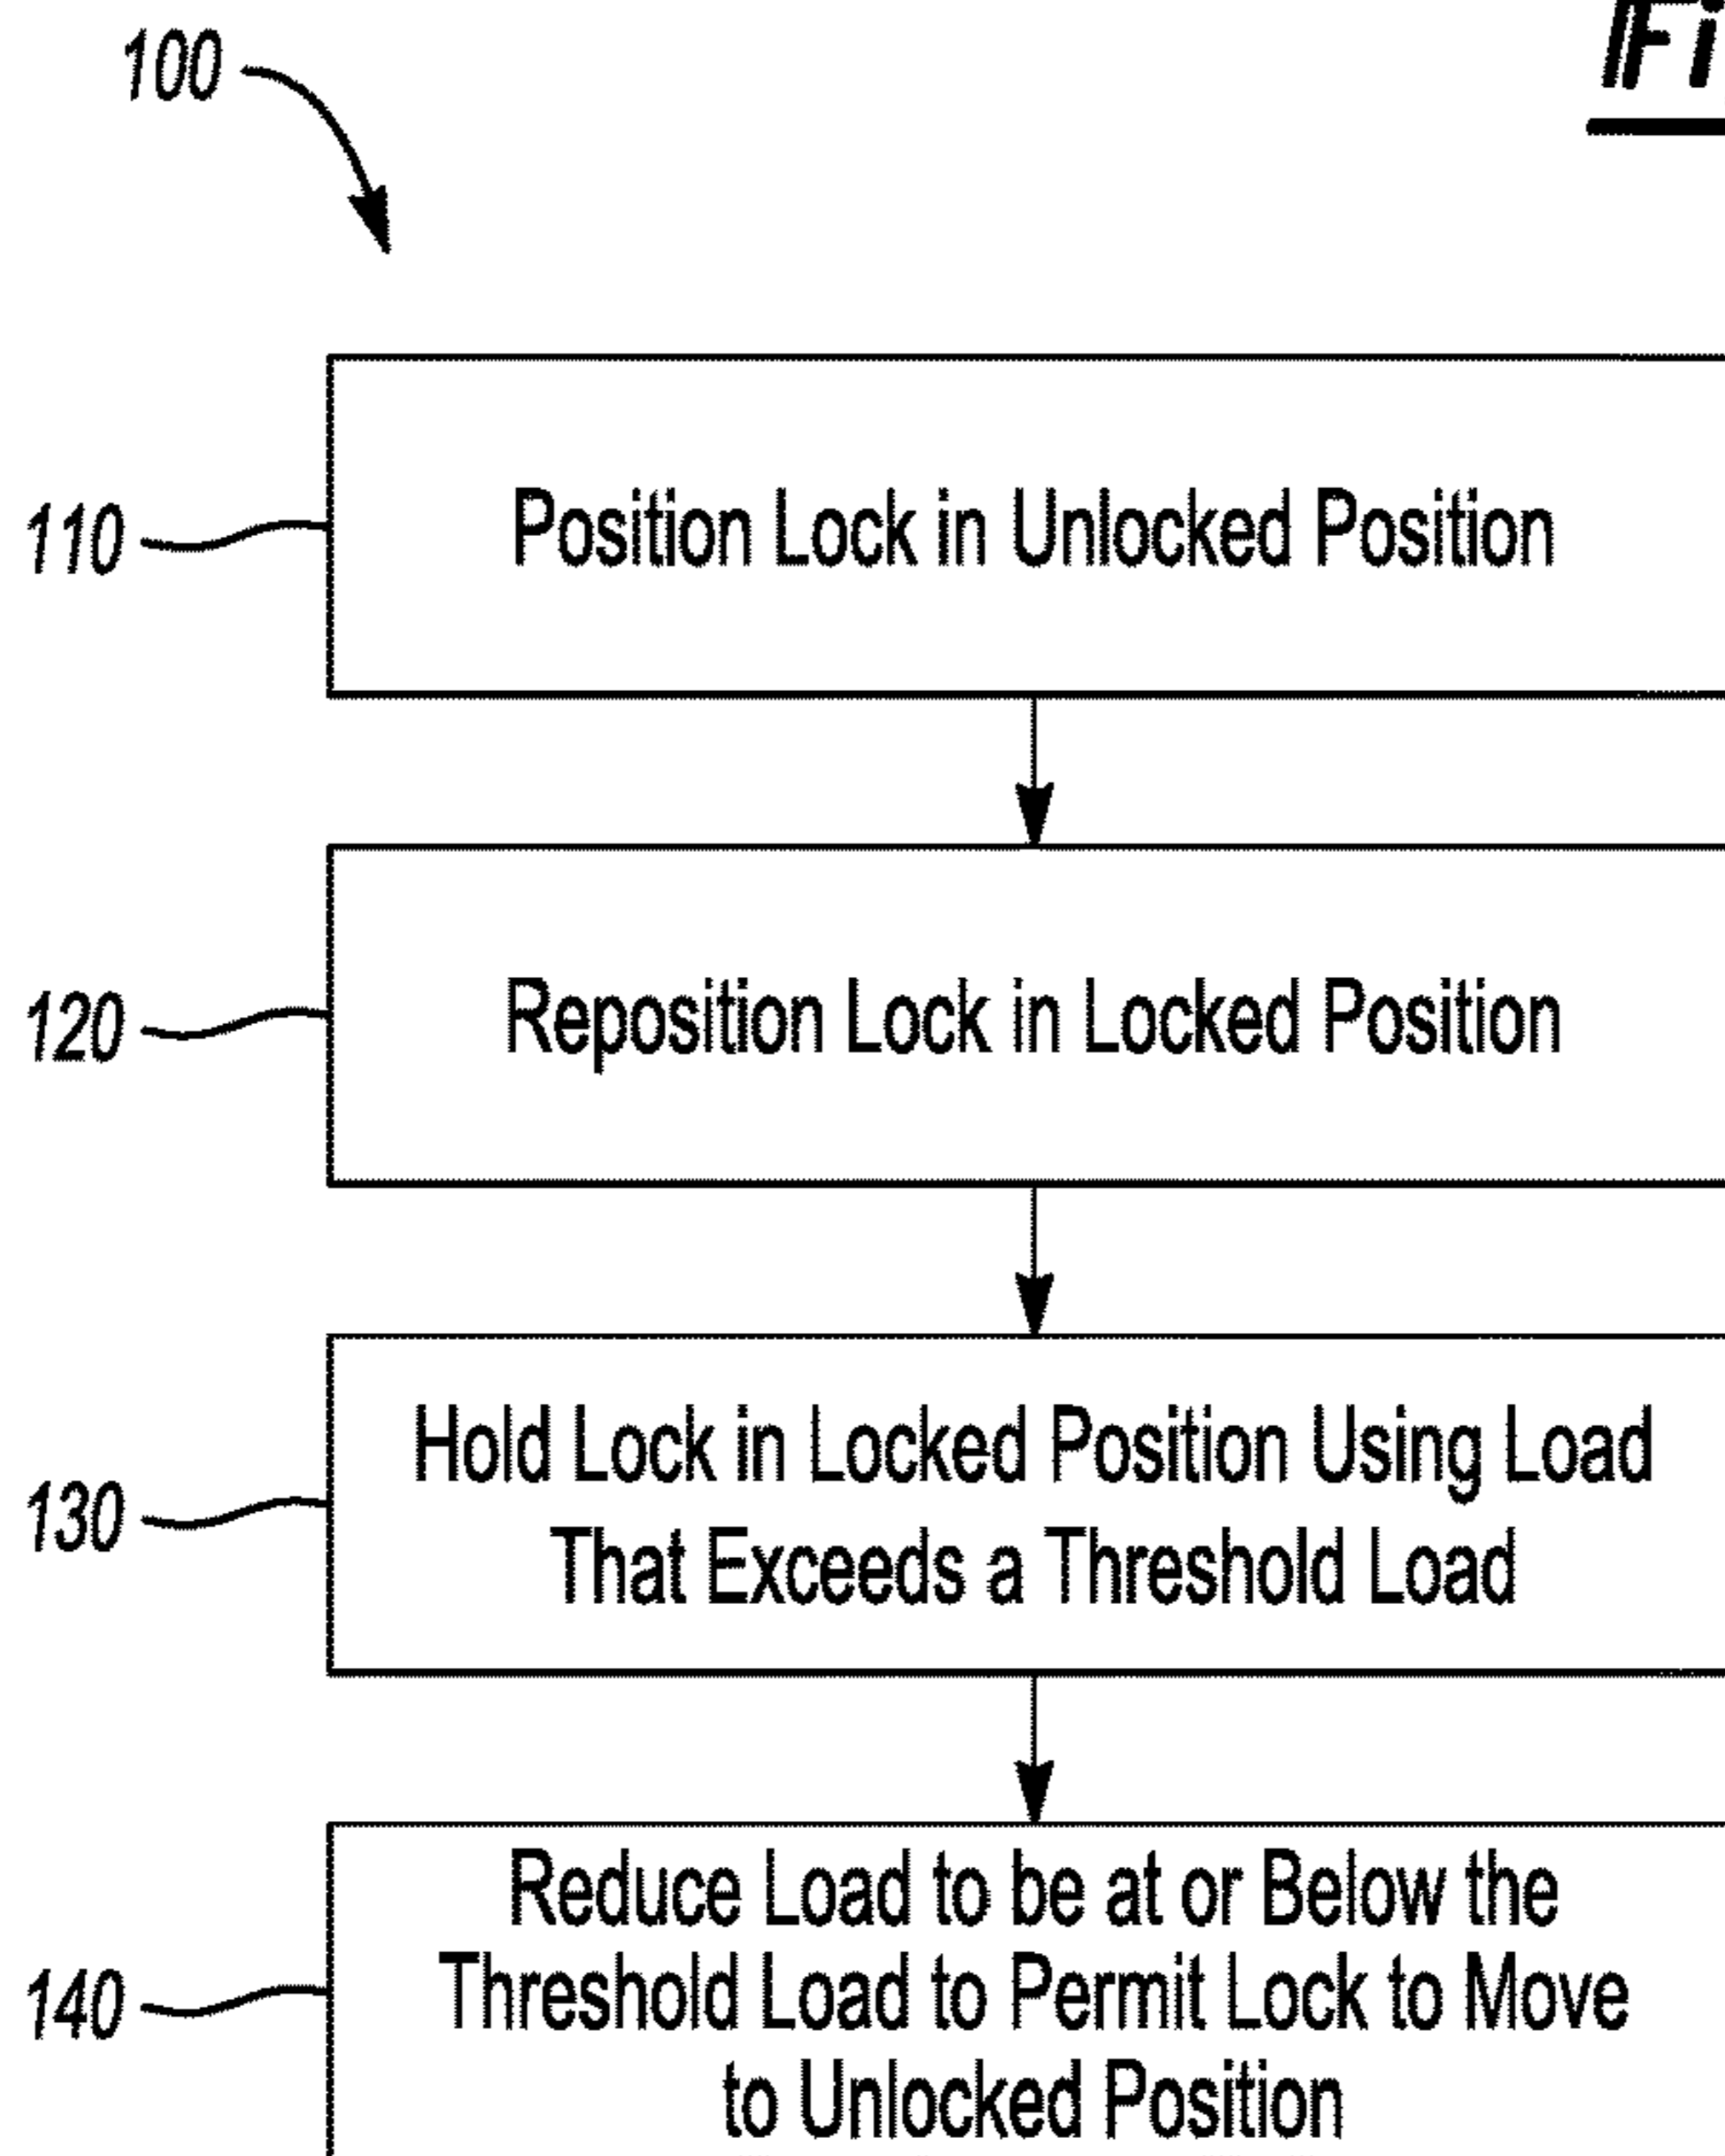 100
Fi
110
Position Lock in Unlocked Position
120
Reposition Lock in Locked Position
130
Hold Lock in Locked Position Using Load
That Exceeds a Threshold Load
140
Reduce Load to be at or Below the
Threshold Load to Permit Lock to Move
to Unlocked Position